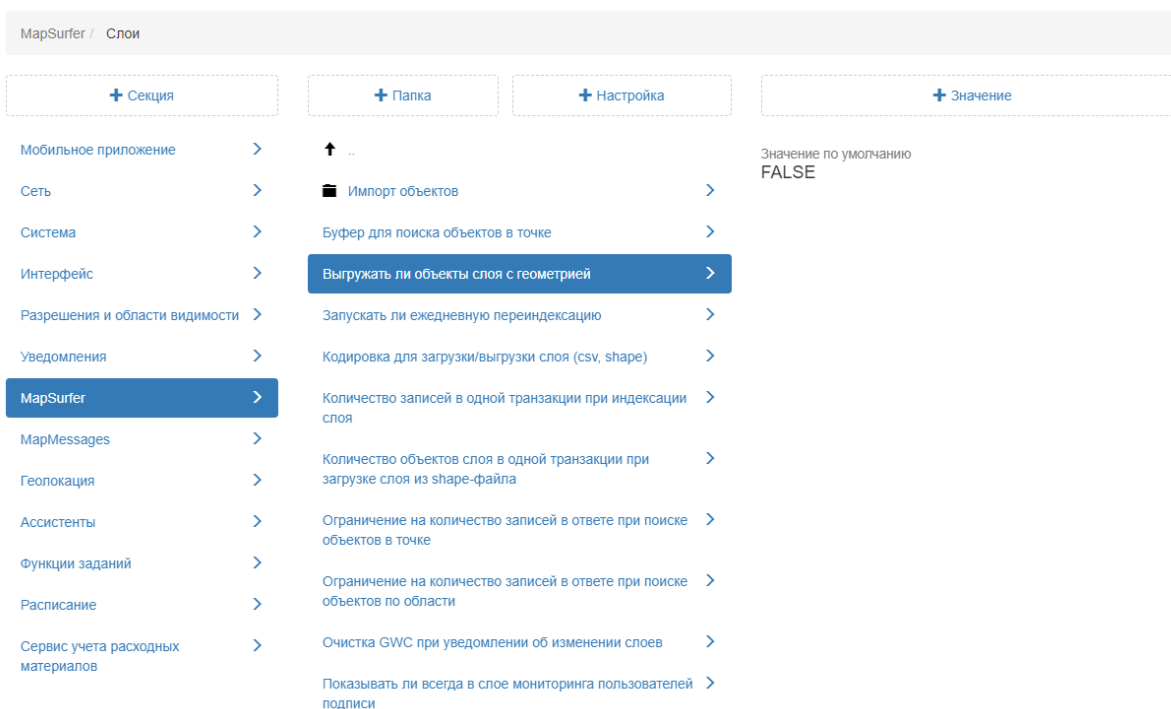 MapSurfer / Слои
+ Секция
+ Папка
+ Настройка
+ Значение
Мобильное приложение
Сеть
Система
Интерфейс
Разрешения и области видимости
Уведомления
MapSurfer
MapMessages
Геолокация
Ассистенты
Функции заданий
Расписание
Сервис учета расходных
материалов
..
Импорт объектов
Буфер для поиска объектов в точке
Выгружать ли объекты слоя с геометрией
Запускать ли ежедневную переиндексацию
Кодировка для загрузки/выгрузки слоя (csv, shape)
Количество записей в одной транзакции при индексации
слоя
Количество объектов слоя в одной транзакции при
загрузке слоя из shape-файла
Ограничение на количество записей в ответе при поиске
объектов в точке
Ограничение на количество записей в ответе при поиске
объектов по области
Очистка GWC при уведомлении об изменении слоев
Показывать ли всегда в слое мониторинга пользователей
подписи
Значение по умолчанию
FALSE